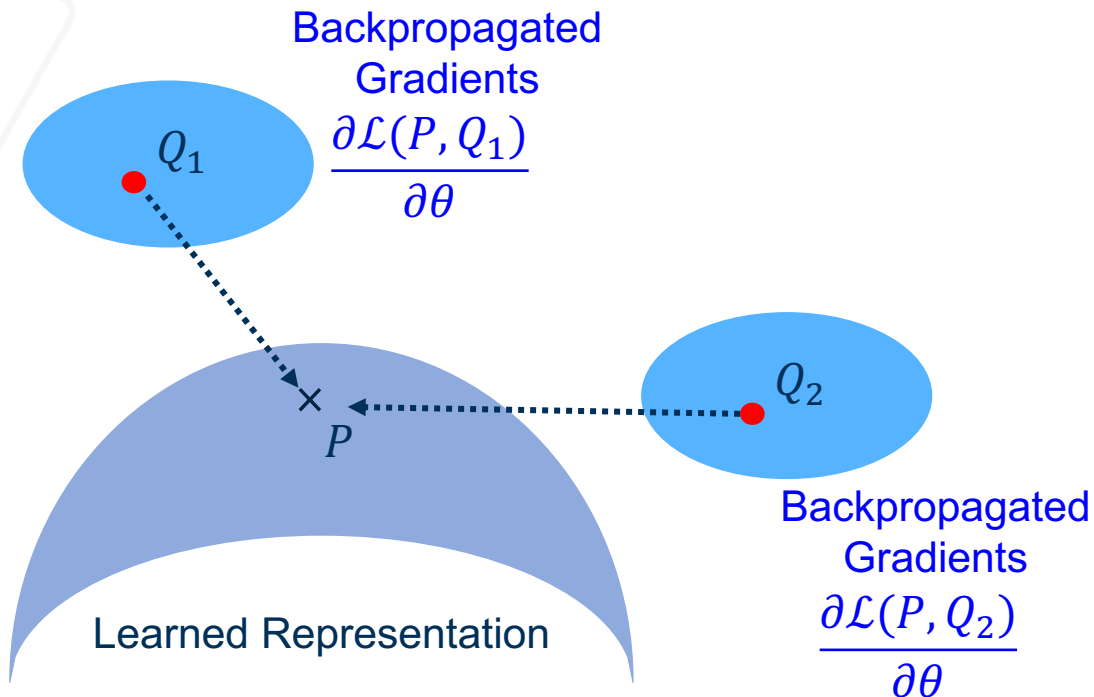 Backpropagated
Gradients
∂ℒ(P, Q₁)
∂θ
Q₁
Q₂
P
Backpropagated
Gradients
∂ℒ(P, Q₂)
∂θ
Learned Representation